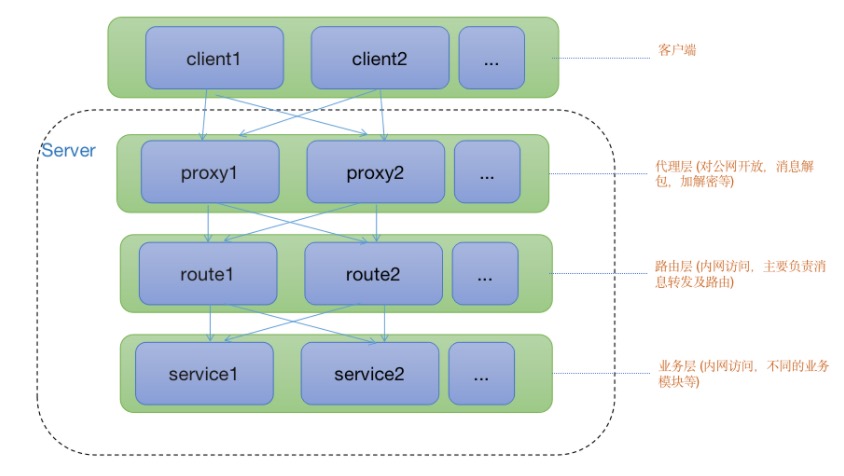 client1 client2 ... 客户端
Server
proxy1 proxy2 ... 代理层 (对公网开放，消息解
包，加解密等)
route1 route2 ... 路由层 (内网访问，主要负责消
息转发及路由)
service1 service2 ... 业务层 (内网访问，不同的业务
模块等)